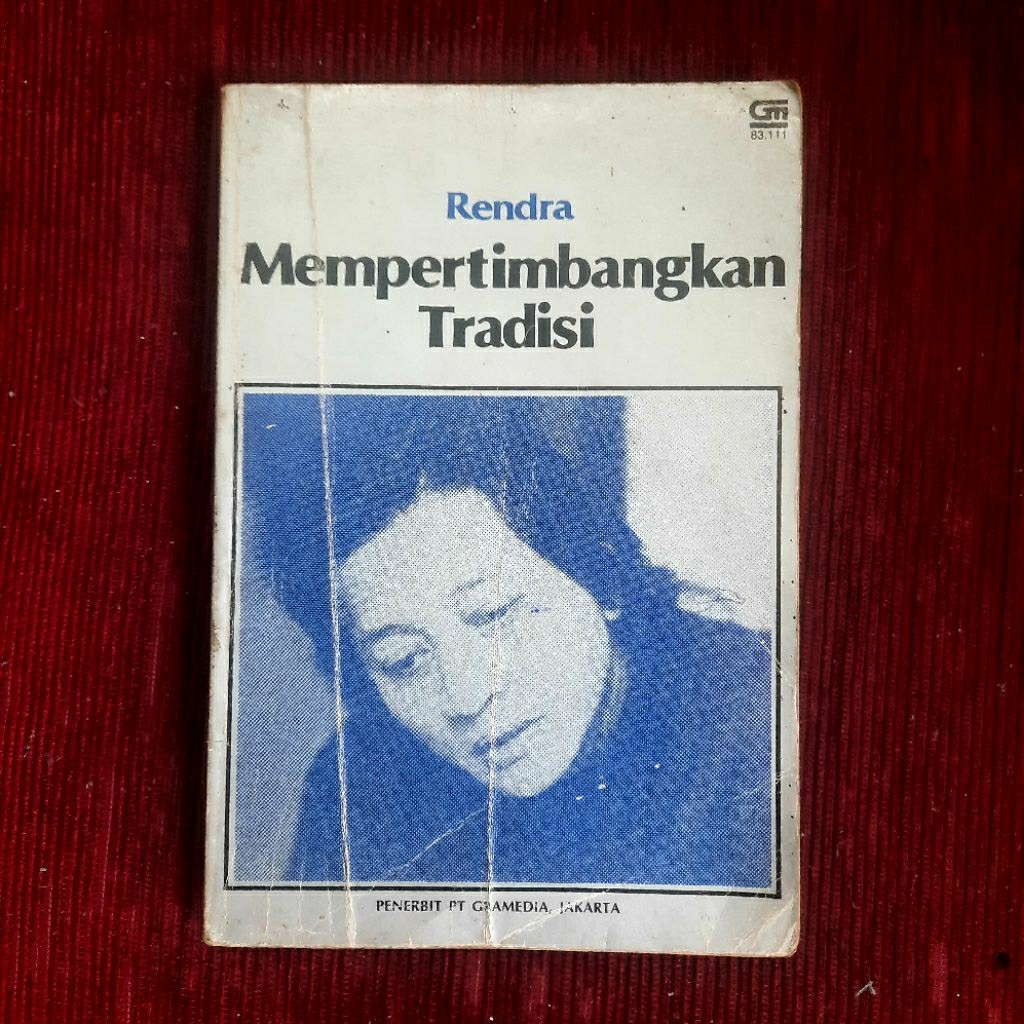 GM
83.111
Rendra
Mempertimbangkan
Tradisi
PENERBIT PT GRAMEDIA, JAKARTA